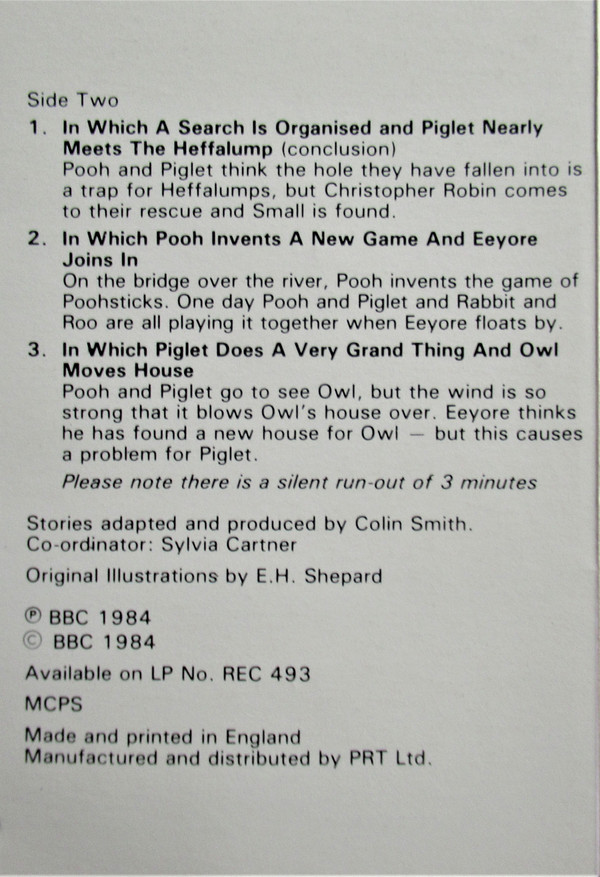 Side Two
1. In Which A Search Is Organised and Piglet Nearly
Meets The Heffalump (conclusion)
Pooh and Piglet think the hole they have fallen into is
a trap for Heffalumps, but Christopher Robin comes
to their rescue and Small is found.
2. In Which Pooh Invents A New Game And Eeyore
Joins In
On the bridge over the river, Pooh invents the game of
Poohsticks. One day Pooh and Piglet and Rabbit and
Roo are all playing it together when Eeyore floats by.
3. In Which Piglet Does A Very Grand Thing And Owl
Moves House
Pooh and Piglet go to see Owl, but the wind is so
strong that it blows Owl's house over. Eeyore thinks
he has found a new house for Owl — but this causes
a problem for Piglet.
Please note there is a silent run-out of 3 minutes
Stories adapted and produced by Colin Smith.
Co-ordinator: Sylvia Cartner
Original Illustrations by E.H. Shepard
℗ BBC 1984
© BBC 1984
Available on LP No. REC 493
MCPS
Made and printed in England
Manufactured and distributed by PRT Ltd.